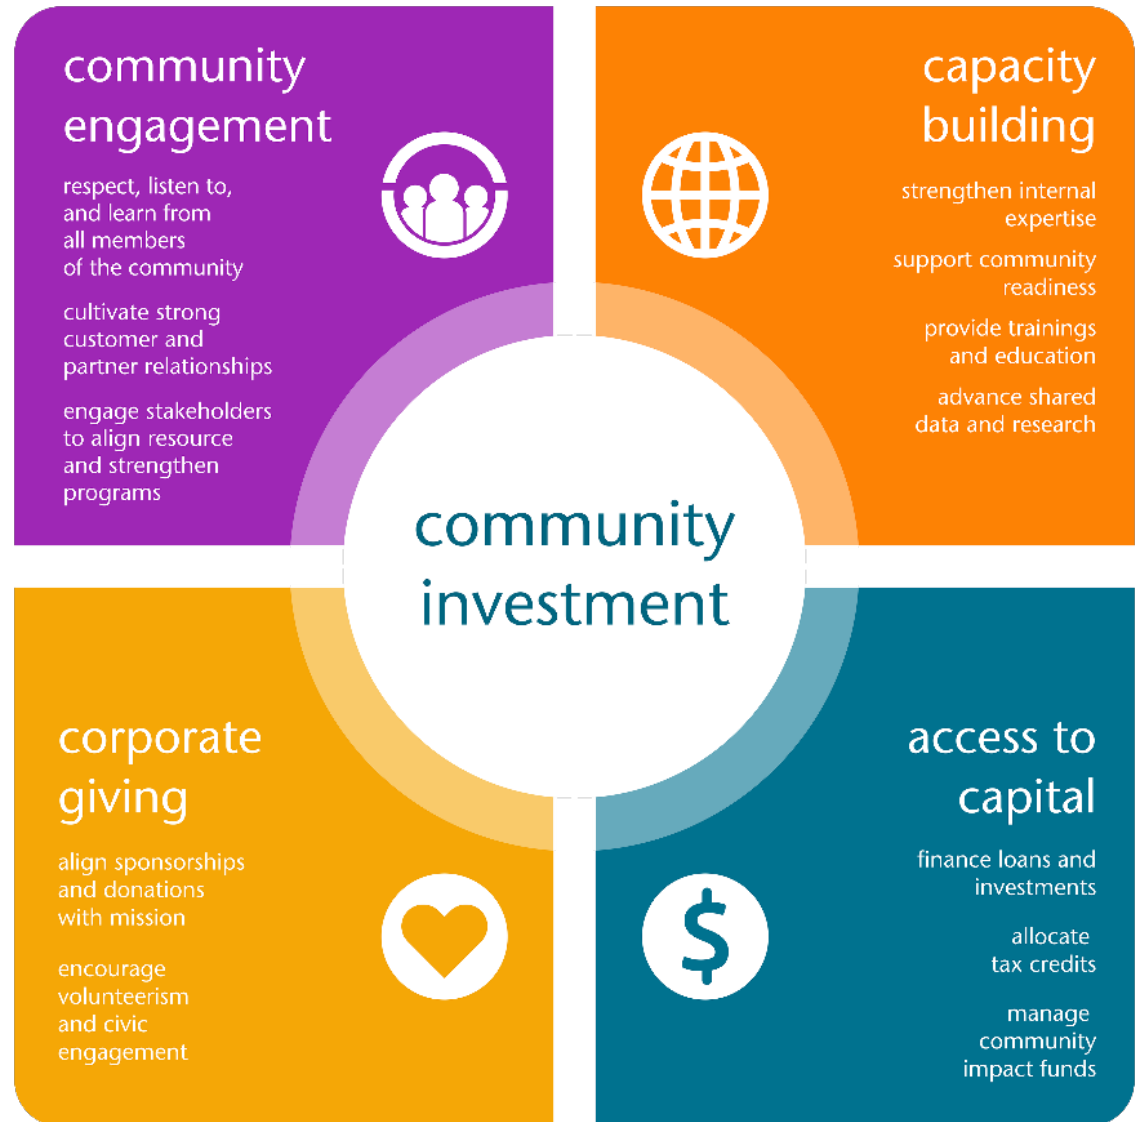 community
engagement
respect, listen to,
and learn from
all members
of the community
cultivate strong
customer and
partner relationships
engage stakeholders
to align resource
and strengthen
programs
capacity
building
strengthen internal
expertise
support community
readiness
provide trainings
and education
advance shared
data and research
community
investment
corporate
giving
align sponsorships
and donations
with mission
encourage
volunteerism
and civic
engagement
access to
capital
finance loans and
investments
allocate
tax credits
manage
community
impact funds
$